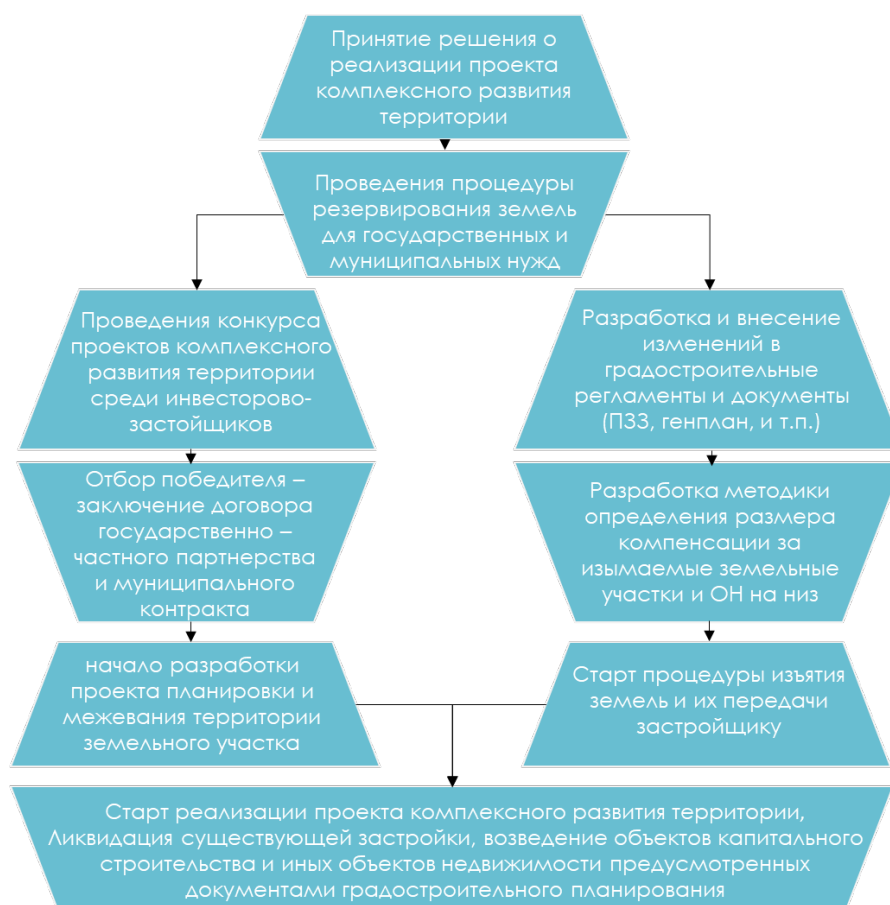 Принятие решения о
реализации проекта
комплексного развития
территории
Проведения процедуры
резервирования земель
для государственных и
муниципальных нужд
Проведения конкурса
проектов комплексного
развития территории
среди инвесторово-
застойщиков
Отбор победителя –
заключение договора
государственно –
частного партнерства
и муниципального
контракта
начало разработки
проекта планировки и
межевания территории
земельного участка
Разработка и внесение
изменений в
градостроительные
регламенты и документы
(ПЗЗ, генплан, и т.п.)
Разработка методики
определения размера
компенсации за
изымаемые земельные
участки и ОН на низ
Старт процедуры изъятия
земель и их передачи
застройщику
Старт реализации проекта комплексного развития территории,
Ликвидация существующей застройки, возведение объектов капитального
строительства и иных объектов недвижимости предусмотренных
документами градостроительного планирования